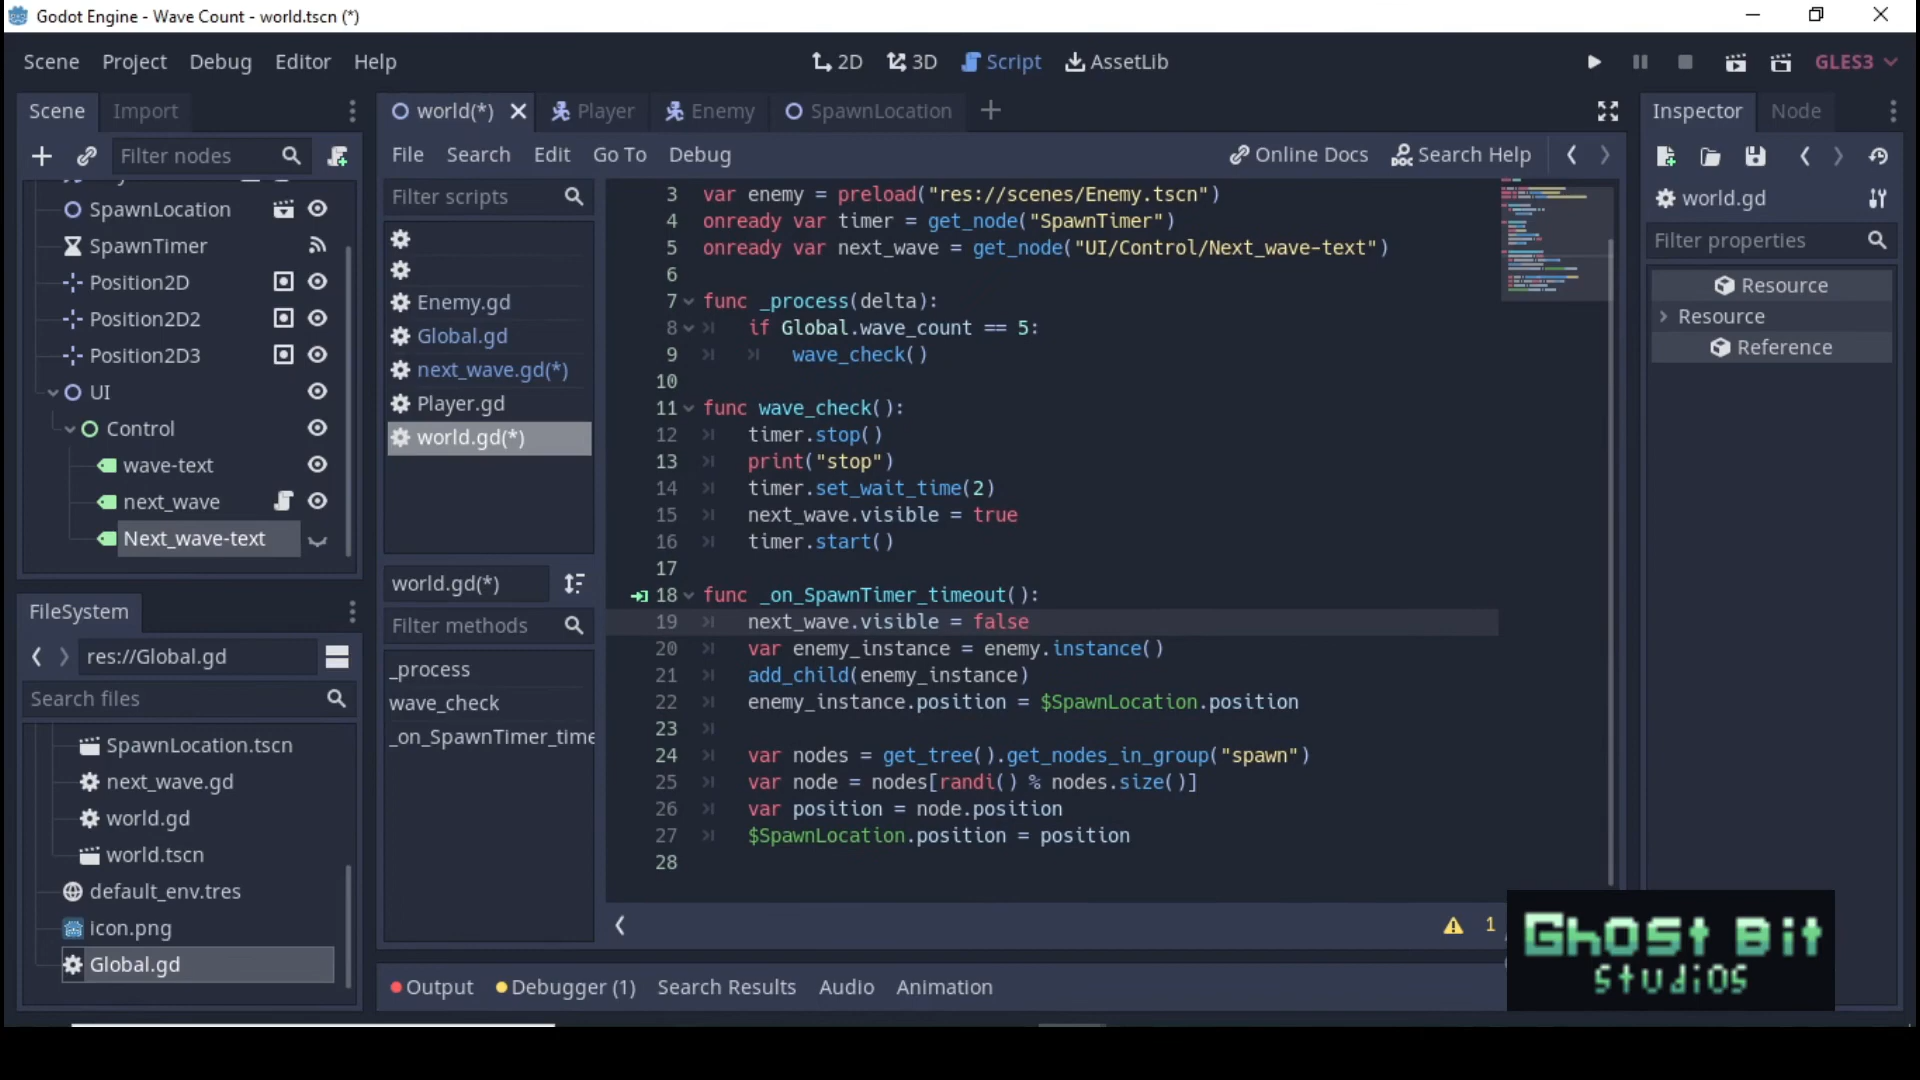 Godot Engine - Wave Count - world.tscn (*)
Scene Project Debug Editor Help
2D 3D Script AssetLib
GLES3
Scene Import
Filter nodes
SpawnLocation
SpawnTimer
Position2D
Position2D2
Position2D3
UI
Control
wave-text
next_wave
Next_wave-text
FileSystem
res://Global.gd
Search files
SpawnLocation.tscn
next_wave.gd
world.gd
world.tscn
default_env.tres
icon.png
Global.gd
world(*) Player Enemy SpawnLocation
File Search Edit Go To Debug
Online Docs Search Help
Filter scripts
Enemy.gd
Global.gd
next_wave.gd(*)
Player.gd
world.gd(*)
world.gd(*)
Filter methods
_process
wave_check
_on_SpawnTimer_time
3 var enemy = preload("res://scenes/Enemy.tscn")
4 onready var timer = get_node("SpawnTimer")
5 onready var next_wave = get_node("UI/Control/Next_wave-text")
6
7 func _process(delta):
8 if Global.wave_count == 5:
9 wave_check()
10
11 func wave_check():
12 timer.stop()
13 print("stop")
14 timer.set_wait_time(2)
15 next_wave.visible = true
16 timer.start()
17
18 func _on_SpawnTimer_timeout():
19 next_wave.visible = false
20 var enemy_instance = enemy.instance()
21 add_child(enemy_instance)
22 enemy_instance.position = $SpawnLocation.position
23
24 var nodes = get_tree().get_nodes_in_group("spawn")
25 var node = nodes[randi() % nodes.size()]
26 var position = node.position
27 $SpawnLocation.position = position
28
1
Output Debugger (1) Search Results Audio Animation
Inspector Node
world.gd
Filter properties
Resource
Resource
Reference
Ghost Bit
Studios